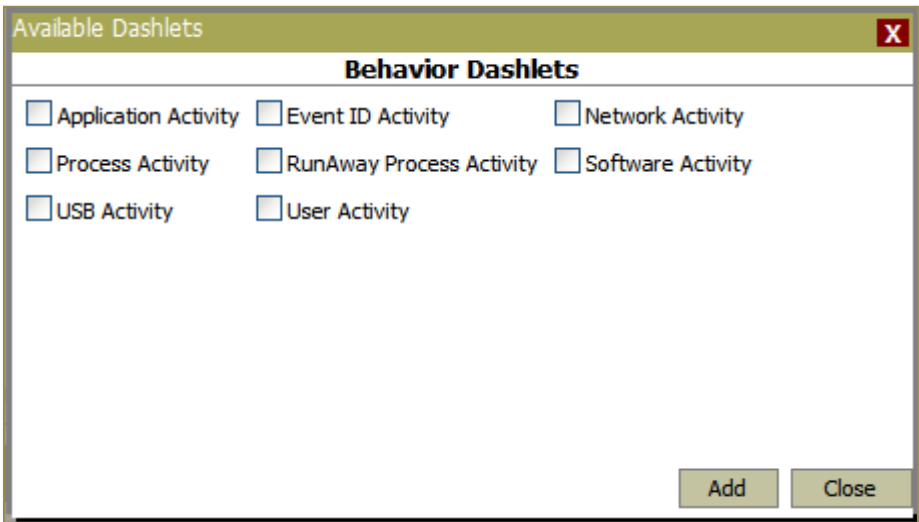 Available Dashlets X
Behavior Dashlets
Application Activity Event ID Activity Network Activity
Process Activity RunAway Process Activity Software Activity
USB Activity User Activity
Add Close